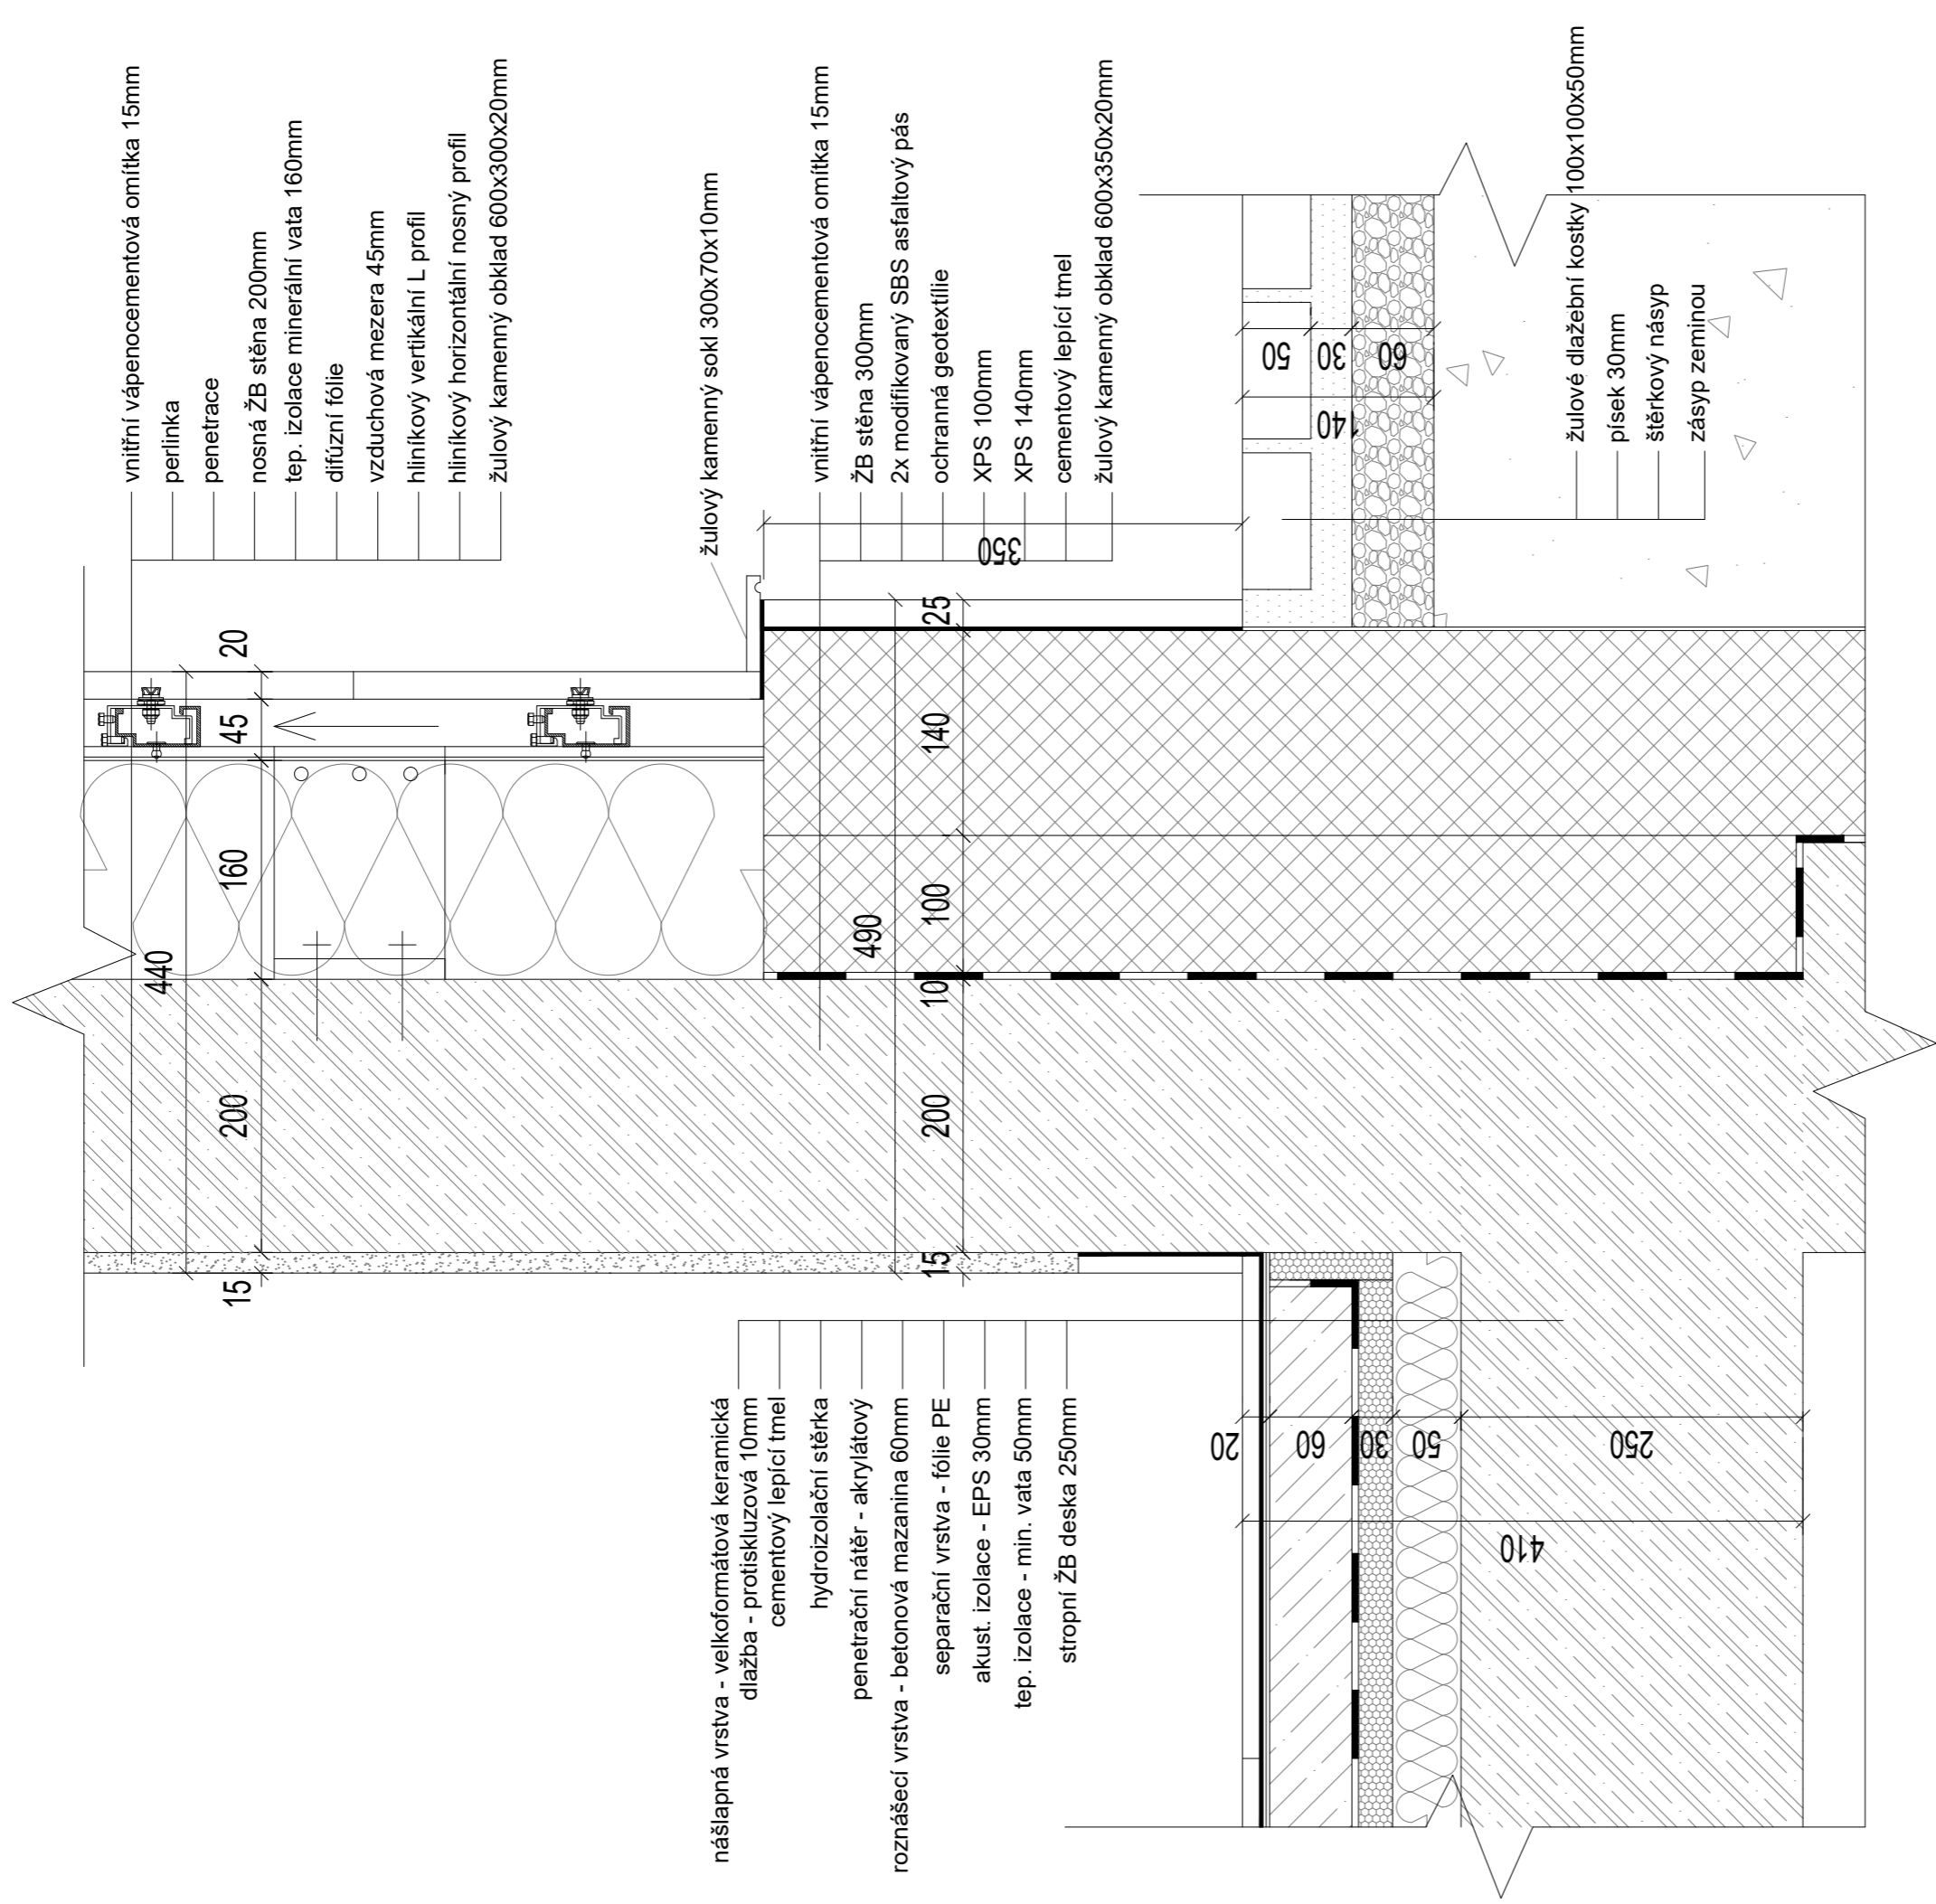 vnitřní vápenocementová omítka 15mm
perlinka
penetrace
nosná ŽB stěna 200mm
tep. izolace minerální vata 160mm
difúzní fólie
vzduchová mezera 45mm
hliníkový vertikální L profil
hliníkový horizontální nosný profil
žulový kamenný obklad 600x300x20mm
žulový kamenný sokl 300x70x10mm
vnitřní vápenocementová omítka 15mm
ŽB stěna 300mm
2x modifikovaný SBS asfaltový pás
ochranná geotextílie
XPS 100mm
XPS 140mm
cementový lepící tmel
žulový kamenný obklad 600x350x20mm
žulové dlažební kostky 100x100x50mm
písek 30mm
štěrkový násyp
zásyp zeminou
nášlapná vrstva - velkoformátová keramická
dlažba - protiskluzová 10mm
cementový lepící tmel
hydroizolační stěrka
penetrační nátěr - akrylátový
roznášecí vrstva - betonová mazanina 60mm
separační vrstva - fólie PE
akust. izolace - EPS 30mm
tep. izolace - min. vata 50mm
stropní ŽB deska 250mm
440
15
200
160
45
20
490
15
200
10
100
140
25
350
50
30
60
140
20
60
30
50
250
410